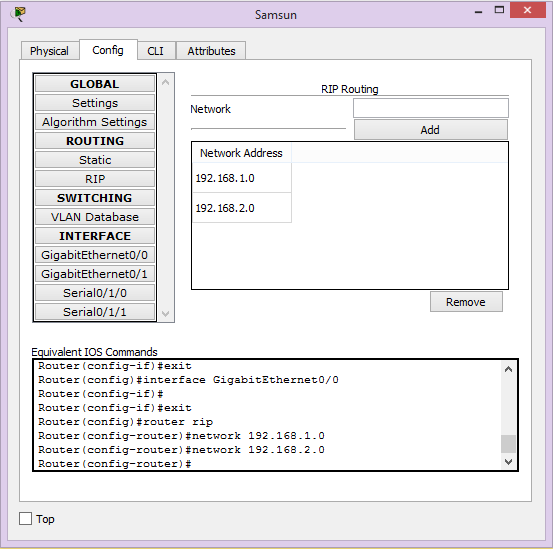 Samsun
Physical Config CLI Attributes
GLOBAL
Settings
Algorithm Settings
ROUTING
Static
RIP
SWITCHING
VLAN Database
INTERFACE
GigabitEthernet0/0
GigabitEthernet0/1
Serial0/1/0
Serial0/1/1
RIP Routing
Network
Add
Network Address
192.168.1.0
192.168.2.0
Remove
Equivalent IOS Commands
Router(config-if)#exit
Router(config)#interface GigabitEthernet0/0
Router(config-if)#
Router(config-if)#exit
Router(config)#router rip
Router(config-router)#network 192.168.1.0
Router(config-router)#network 192.168.2.0
Router(config-router)#
Top